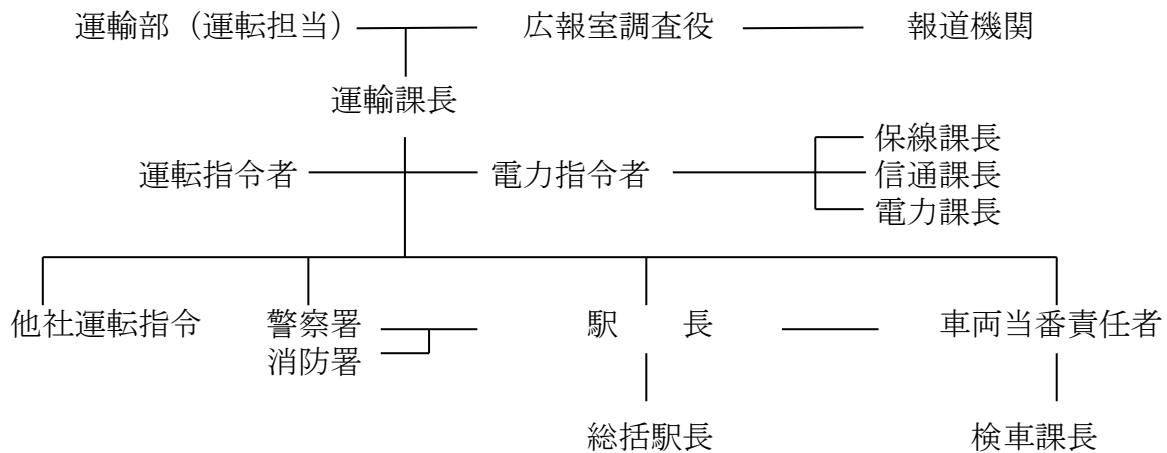 運輸部（運転担当） 広報室調査役 報道機関
運輸課長
保線課長
運転指令者 電力指令者 信通課長
電力課長
他社運転指令 警察署 駅　長 車両当番責任者
消防署
総括駅長 検車課長